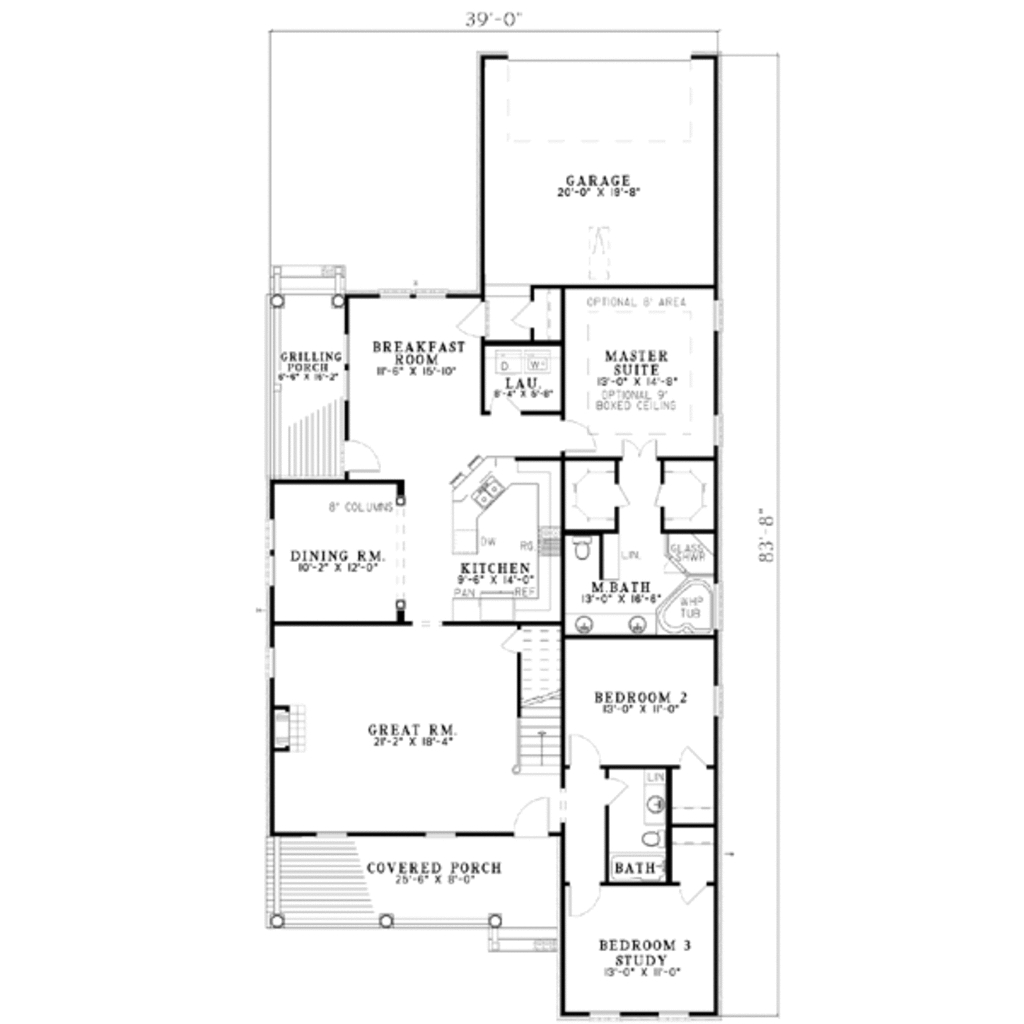 39'-0"
GARAGE
20'-0" X 19'-8"
OPTIONAL 8' AREA
BREAKFAST
ROOM
11'-6" X 15'-10"
GRILLING
PORCH
6'-6" X 16'-2"
MASTER
SUITE
13'-0" X 14'-8"
OPTIONAL 9'
BOXED CEILING
D
W
LAU.
8'-4" X 5'-8"
8" COLUMNS
DINING RM.
10'-2" X 12'-0"
DW
RG
KITCHEN
9'-6" X 14'-0"
PAN
REF
LIN.
GLASS
SHWR
M.BATH
13'-0" X 16'-6"
WHP
TUB
83'-8"
BEDROOM 2
13'-0" X 11'-0"
GREAT RM.
21'-2" X 18'-4"
LIN
BATH
COVERED PORCH
25'-6" X 8'-0"
BEDROOM 3
STUDY
13'-0" X 11'-0"